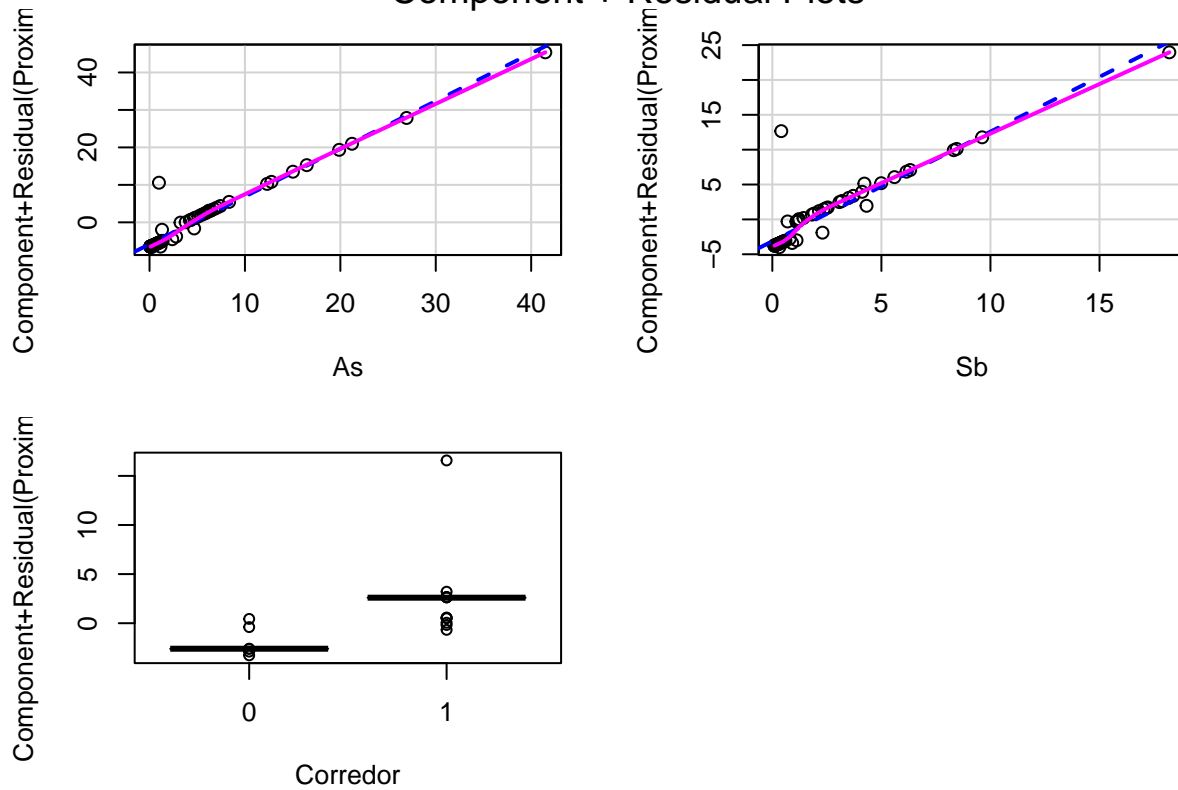 Component + Residual Plots
Component+Residual(Proxim
40
20
0
0 10 20 30 40
As
Component+Residual(Proxim
25
15
5
−5
0 5 10 15
Sb
Component+Residual(Proxim
10
5
0
0 1
Corredor